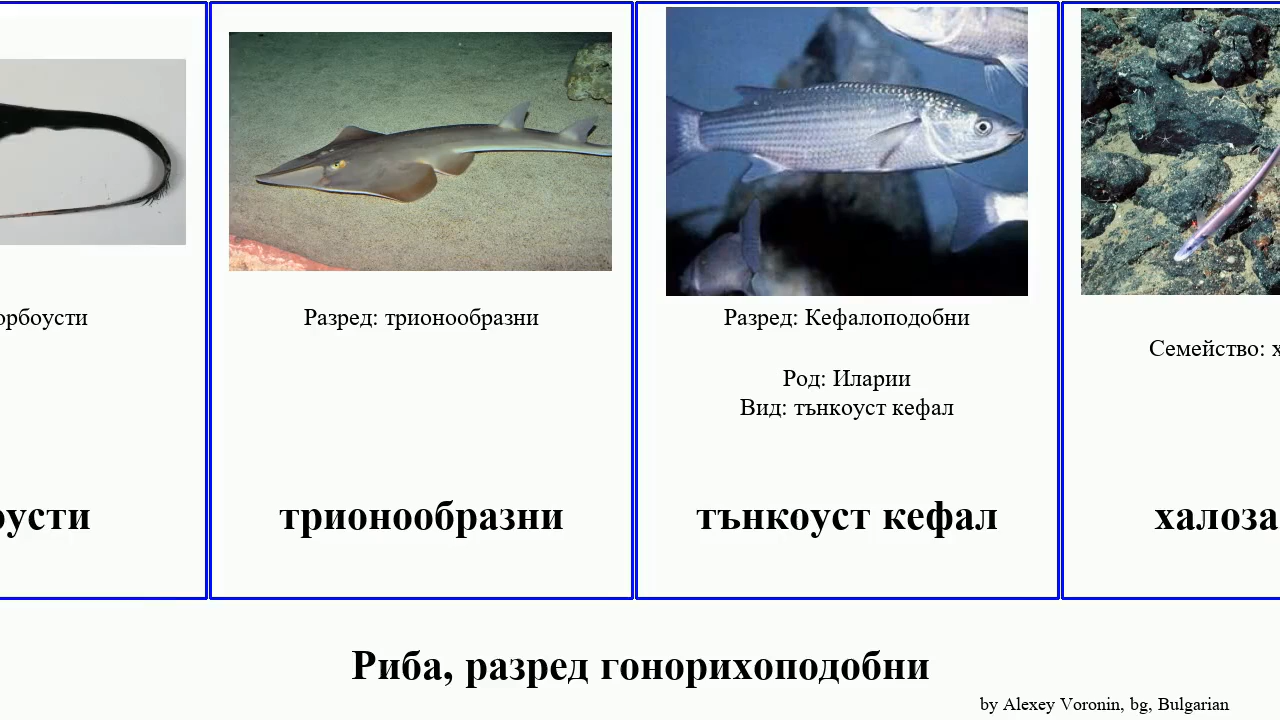 орбоусти
оусти
Разред: трионообразни
трионообразни
Разред: Кефалоподобни
Род: Иларии
Вид: тънкоуст кефал
тънкоуст кефал
Семейство: х
халоза
Риба, разред гонорихоподобни
by Alexey Voronin, bg, Bulgarian